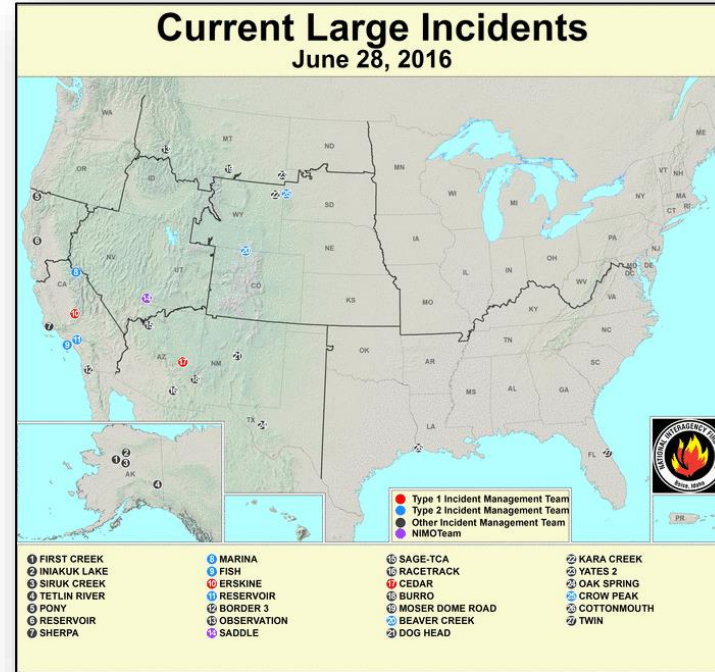 Current Large Incidents
June 28, 2016
WA
MT
ND
MN
ME
OR
ID
WY
SD
WI
MI
VT
NH
NY
MA
CT
RI
NV
UT
CO
NE
IA
IL
IN
OH
PA
NJ
MD
DE
DC
CA
KS
MO
KY
WV
VA
AZ
NM
OK
AR
TN
NC
SC
TX
LA
MS
AL
GA
FL
AK
PR
NATIONAL INTERAGENCY FIRE
Boise, Idaho
Type 1 Incident Management Team
Type 2 Incident Management Team
Other Incident Management Team
NIMOTeam
1 FIRST CREEK
2 INIAKUK LAKE
3 SIRUK CREEK
4 TETLIN RIVER
5 PONY
6 RESERVOIR
7 SHERPA
8 MARINA
9 FISH
10 ERSKINE
11 RESERVOIR
12 BORDER 3
13 OBSERVATION
14 SADDLE
15 SAGE-TCA
16 RACETRACK
17 CEDAR
18 BURRO
19 MOSER DOME ROAD
20 BEAVER CREEK
21 DOG HEAD
22 KARA CREEK
23 YATES 2
24 OAK SPRING
25 CROW PEAK
26 COTTONMOUTH
27 TWIN